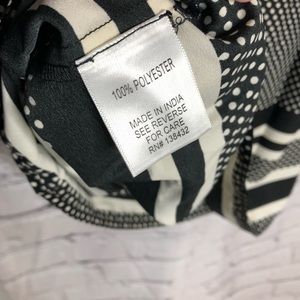 100% POLYESTER
MADE IN INDIA
SEE REVERSE
FOR CARE
RN# 138432